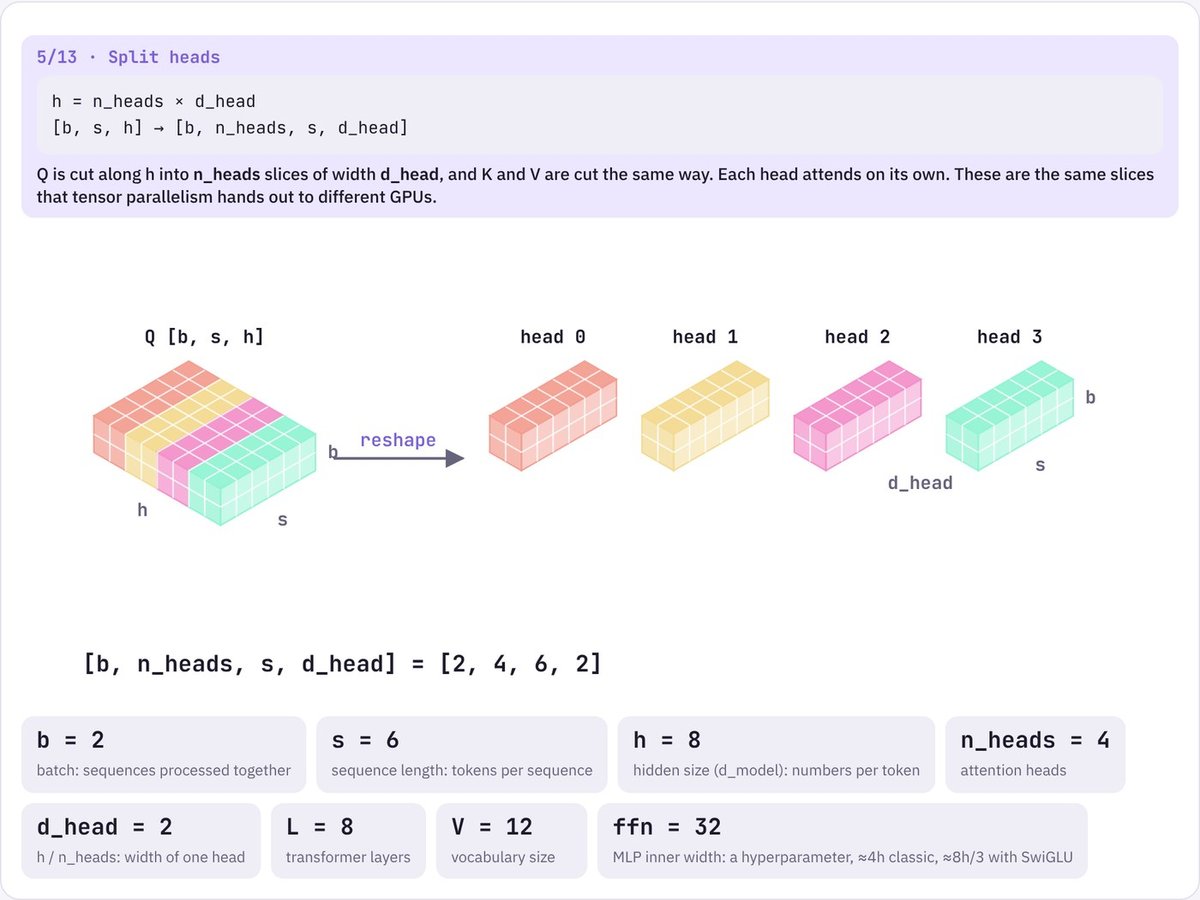 5/13 · Split heads
h = n_heads × d_head
[b, s, h] → [b, n_heads, s, d_head]
Q is cut along h into n_heads slices of width d_head, and K and V are cut the same way. Each head attends on its own. These are the same slices
that tensor parallelism hands out to different GPUs.
Q [b, s, h]
head 0
head 1
head 2
head 3
b
reshape
b
h
s
d_head
s
[b, n_heads, s, d_head] = [2, 4, 6, 2]
b = 2
batch: sequences processed together
s = 6
sequence length: tokens per sequence
h = 8
hidden size (d_model): numbers per token
n_heads = 4
attention heads
d_head = 2
h / n_heads: width of one head
L = 8
transformer layers
V = 12
vocabulary size
ffn = 32
MLP inner width: a hyperparameter, ≈4h classic, ≈8h/3 with SwiGLU